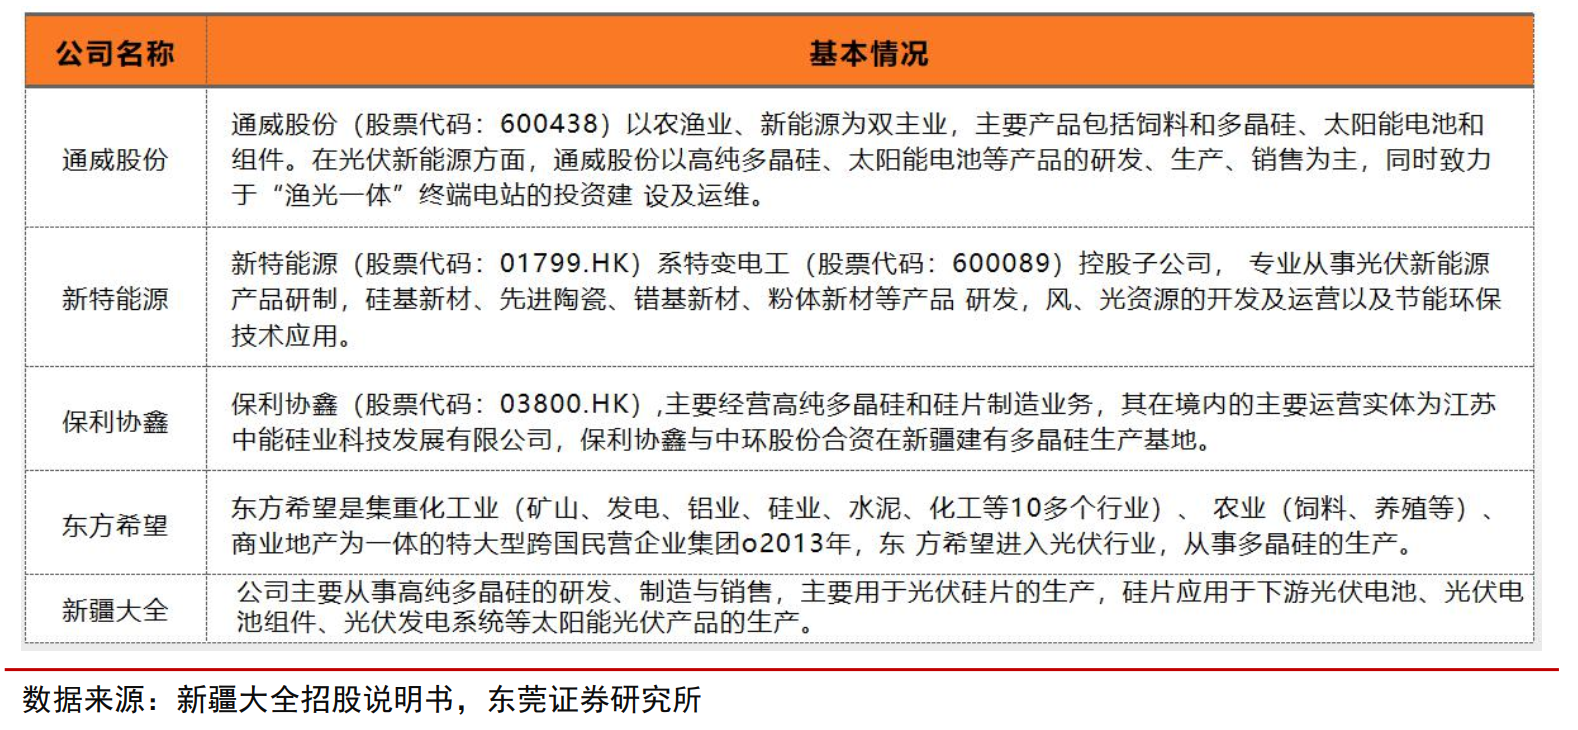 公司名称
基本情况
通威股份
通威股份（股票代码：600438）以农渔业、新能源为双主业，主要产品包括饲料和多晶硅、太阳能电池和
组件。在光伏新能源方面，通威股份以高纯多晶硅、太阳能电池等产品的研发、生产、销售为主，同时致力
于“渔光一体”终端电站的投资建 设及运维。
新特能源
新特能源（股票代码：01799.HK）系特变电工（股票代码：600089）控股子公司， 专业从事光伏新能源
产品研制，硅基新材、先进陶瓷、错基新材、粉体新材等产品 研发，风、光资源的开发及运营以及节能环保
技术应用。
保利协鑫
保利协鑫（股票代码：03800.HK）,主要经营高纯多晶硅和硅片制造业务，其在境内的主要运营实体为江苏
中能硅业科技发展有限公司，保利协鑫与中环股份合资在新疆建有多晶硅生产基地。
东方希望
东方希望是集重化工业（矿山、发电、铝业、硅业、水泥、化工等10多个行业）、 农业（饲料、养殖等）、
商业地产为一体的特大型跨国民营企业集团o2013年，东 方希望进入光伏行业，从事多晶硅的生产。
新疆大全
公司主要从事高纯多晶硅的研发、制造与销售，主要用于光伏硅片的生产，硅片应用于下游光伏电池、光伏电
池组件、光伏发电系统等太阳能光伏产品的生产。
数据来源：新疆大全招股说明书，东莞证券研究所